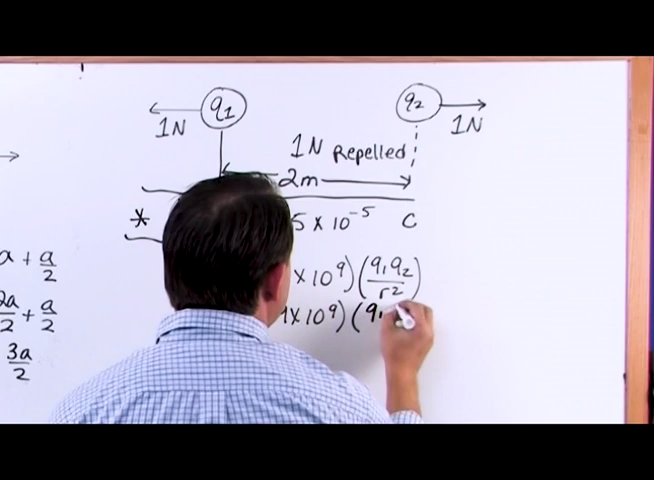 q1 q2
1N 1N
1N Repelled
2m
* 5 x 10^-5 C
x 10^9)(q1q2/r^2)
x 10^9)(q1
a + a/2
2a/2 + a/2
3a/2